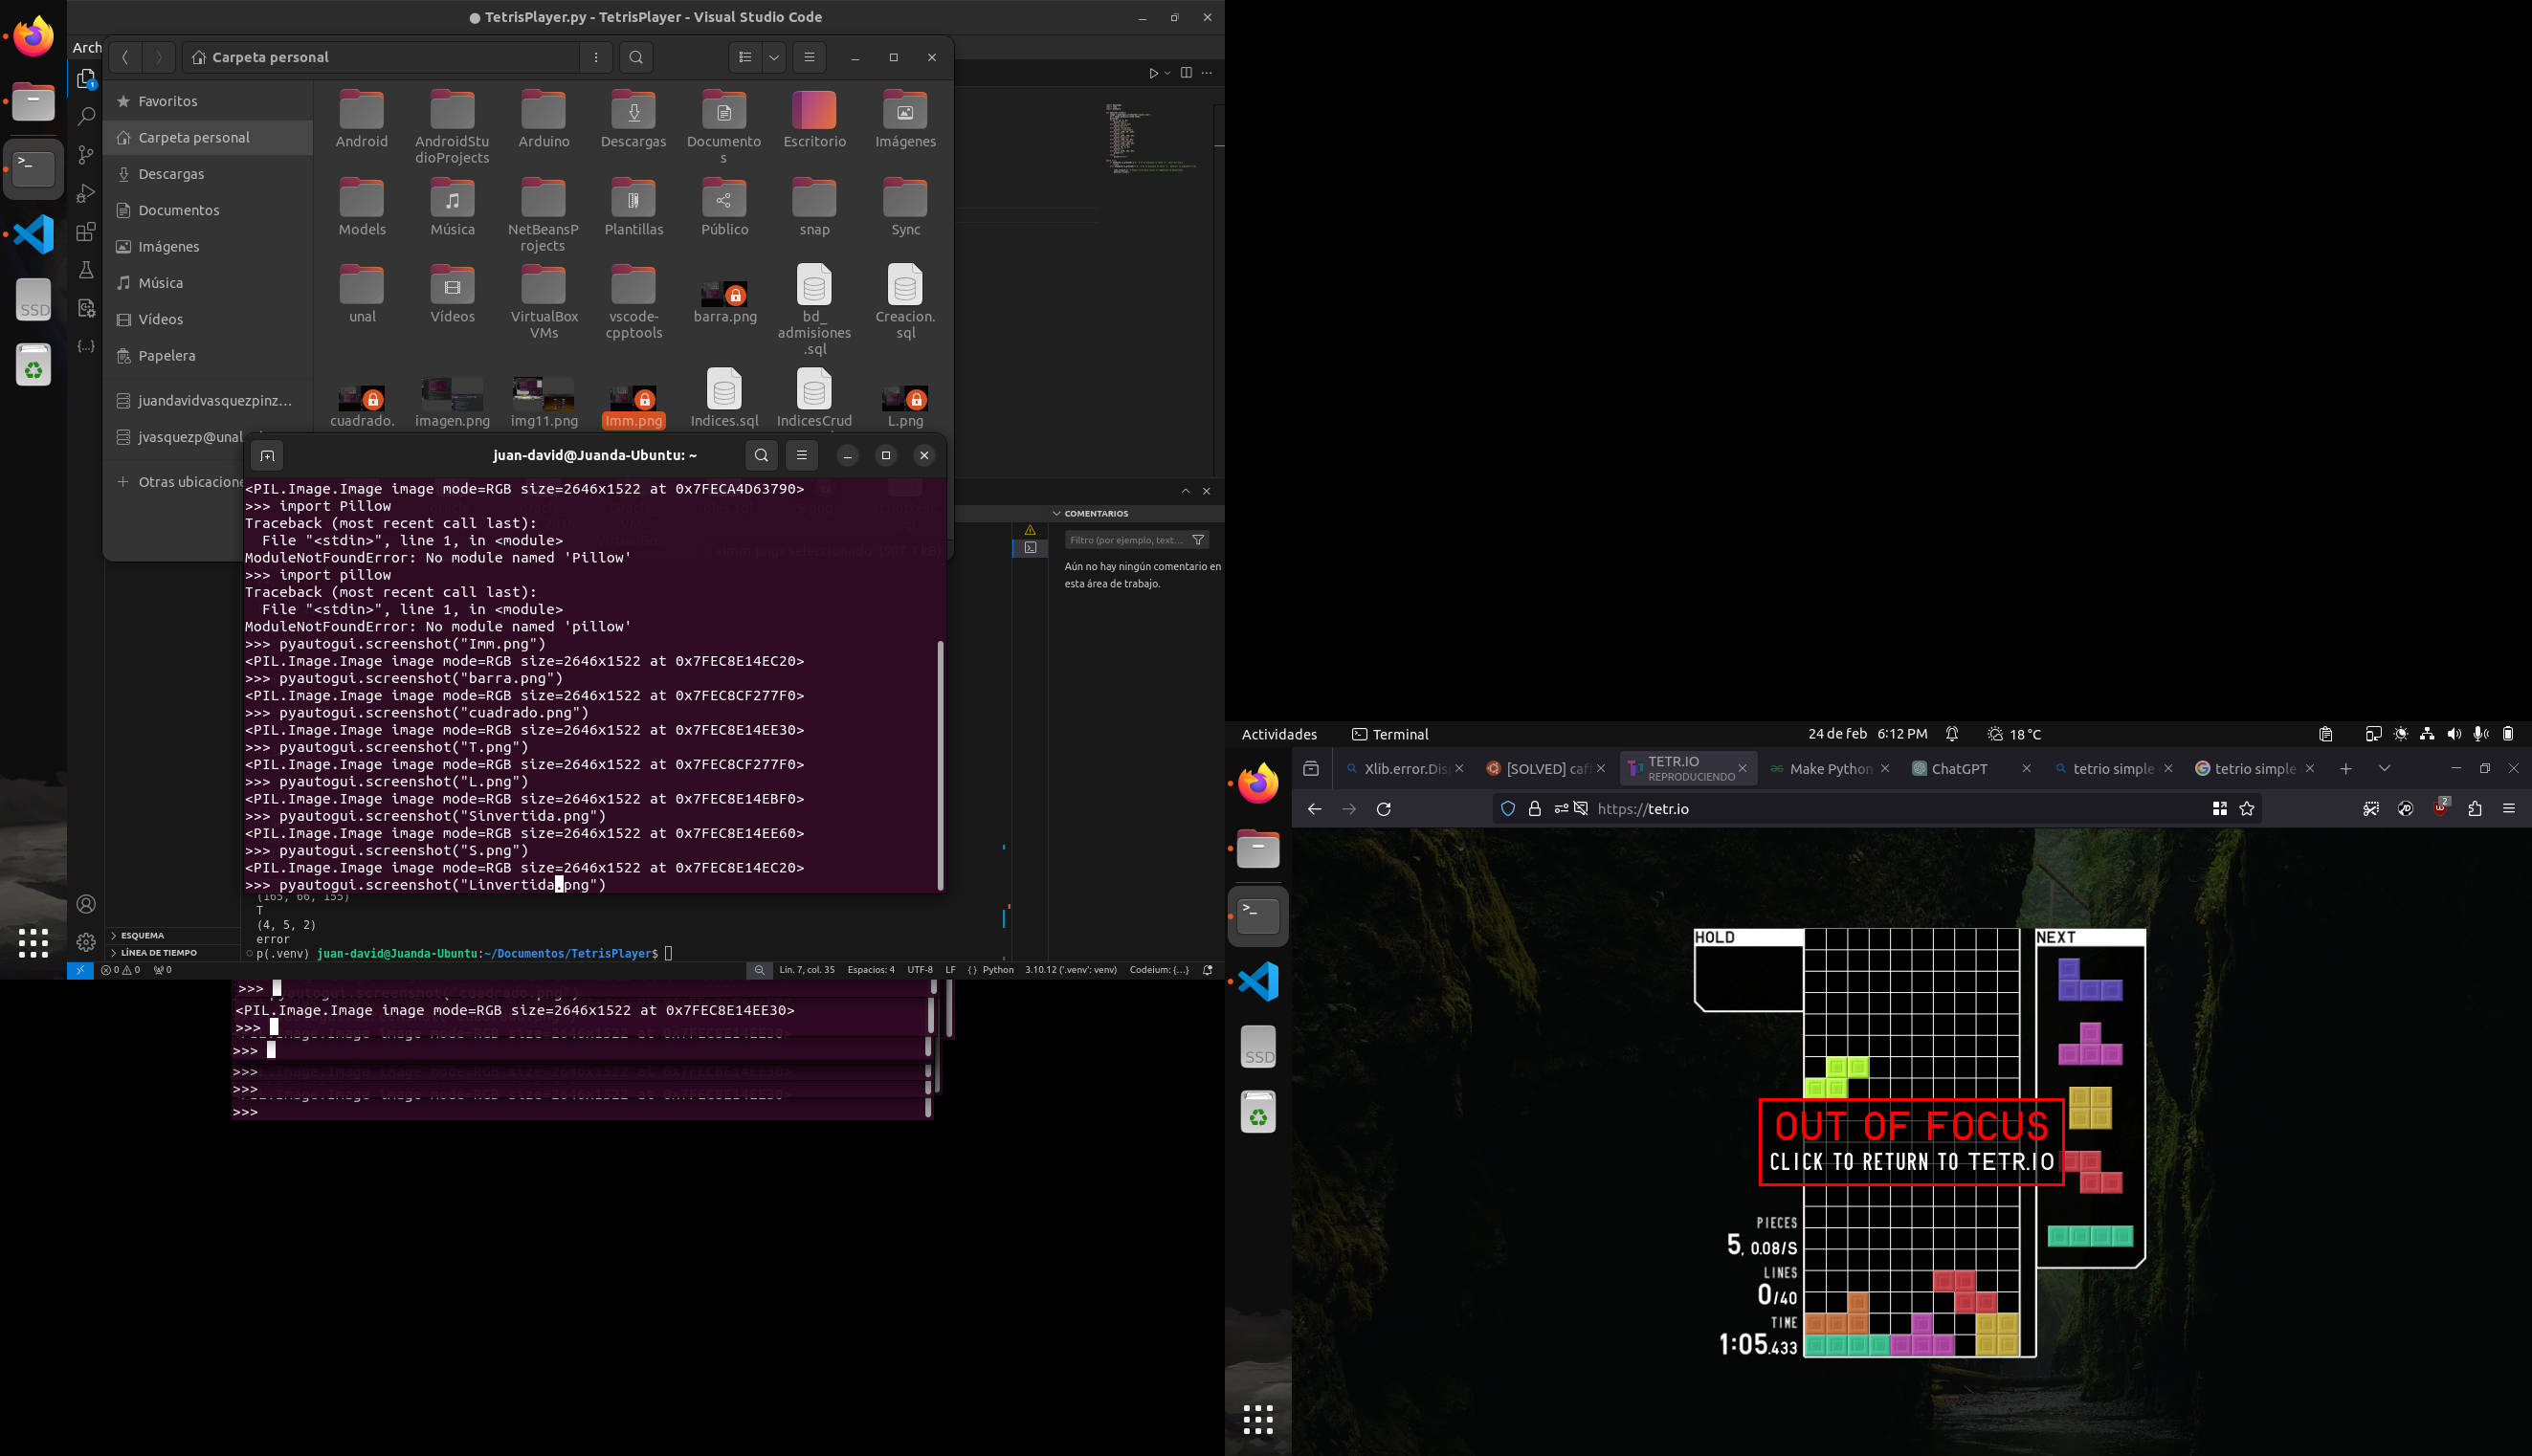 TetrisPlayer.py - TetrisPlayer - Visual Studio Code
Arch
Carpeta personal
Favoritos
Carpeta personal
Descargas
Documentos
Imágenes
Música
Vídeos
Papelera
juandavidvasquezpinz...
jvasquezp@unal
Otras ubicacione
Android
AndroidStu
dioProjects
Arduino
Descargas
Documento
s
Escritorio
Imágenes
Models
Música
NetBeansP
rojects
Plantillas
Público
snap
Sync
unal
Vídeos
VirtualBox
VMs
vscode-
cpptools
barra.png
bd_
admisiones
.sql
Creacion.
sql
cuadrado.
imagen.png
img11.png
Imm.png
Indices.sql
IndicesCrud
L.png
SSD
juan-david@Juanda-Ubuntu: ~
<PIL.Image.Image image mode=RGB size=2646x1522 at 0x7FECA4D63790>
>>> import Pillow
Traceback (most recent call last):
File "<stdin>", line 1, in <module>
ModuleNotFoundError: No module named 'Pillow'
>>> import pillow
Traceback (most recent call last):
File "<stdin>", line 1, in <module>
ModuleNotFoundError: No module named 'pillow'
>>> pyautogui.screenshot("Imm.png")
<PIL.Image.Image image mode=RGB size=2646x1522 at 0x7FEC8E14EC20>
>>> pyautogui.screenshot("barra.png")
<PIL.Image.Image image mode=RGB size=2646x1522 at 0x7FEC8CF277F0>
>>> pyautogui.screenshot("cuadrado.png")
<PIL.Image.Image image mode=RGB size=2646x1522 at 0x7FEC8E14EE30>
>>> pyautogui.screenshot("T.png")
<PIL.Image.Image image mode=RGB size=2646x1522 at 0x7FEC8CF277F0>
>>> pyautogui.screenshot("L.png")
<PIL.Image.Image image mode=RGB size=2646x1522 at 0x7FEC8E14EBF0>
>>> pyautogui.screenshot("Sinvertida.png")
<PIL.Image.Image image mode=RGB size=2646x1522 at 0x7FEC8E14EE60>
>>> pyautogui.screenshot("S.png")
<PIL.Image.Image image mode=RGB size=2646x1522 at 0x7FEC8E14EC20>
>>> pyautogui.screenshot("Linvertida.png")
(165, 66, 155)
T
(4, 5, 2)
error
p(.venv) juan-david@Juanda-Ubuntu:~/Documentos/TetrisPlayer$
COMENTARIOS
Filtro (por ejemplo, text...
Aún no hay ningún comentario en
esta área de trabajo.
ESQUEMA
LÍNEA DE TIEMPO
0 0
0
Lín. 7, col. 35
Espacios: 4
UTF-8
LF
Python
3.10.12 ('.venv': venv)
Codeium: {...}
>>>
<PIL.Image.Image image mode=RGB size=2646x1522 at 0x7FEC8E14EE30>
>>>
>>>
>>>
>>>
>>>
Actividades
Terminal
24 de feb 6:12 PM
18 °C
Xlib.error.Dis
[SOLVED] caf
TETR.IO
REPRODUCIENDO
Make Python
ChatGPT
tetrio simple
tetrio simple
https://tetr.io
2
SSD
HOLD
NEXT
OUT OF FOCUS
CLICK TO RETURN TO TETR.IO
PIECES
5, 0.08/S
LINES
0/40
TIME
1:05.433